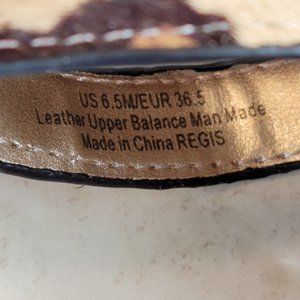 US 6.5M/EUR 36.5
Leather Upper Balance Man Made
Made in China REGIS